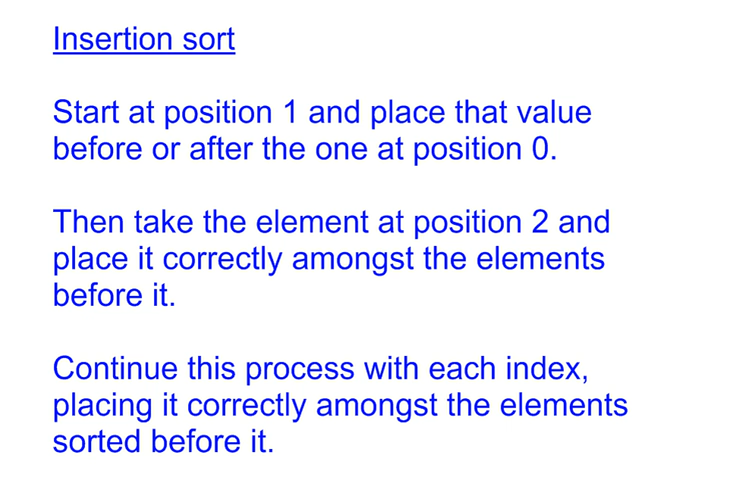 Insertion sort
Start at position 1 and place that value
before or after the one at position 0.
Then take the element at position 2 and
place it correctly amongst the elements
before it.
Continue this process with each index,
placing it correctly amongst the elements
sorted before it.